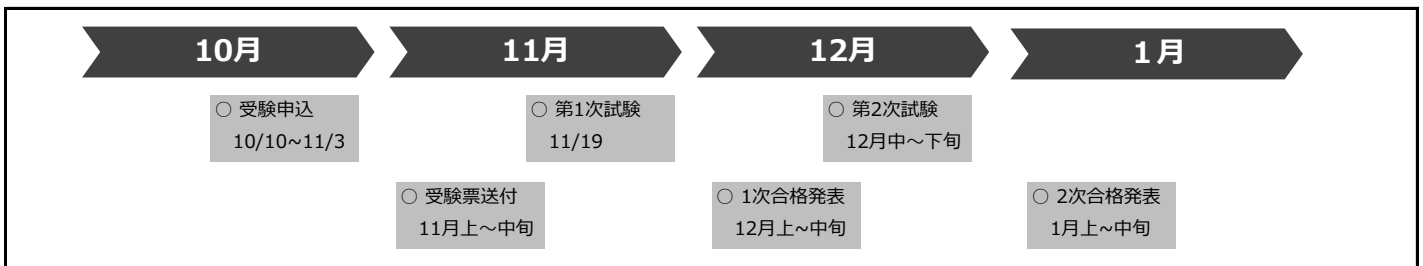 10月
11月
12月
１月
○ 受験申込
10/10~11/3
○ 第1次試験
11/19
○ 第2次試験
12月中～下旬
○ 受験票送付
11月上～中旬
○ 1次合格発表
12月上~中旬
○ 2次合格発表
1月上~中旬